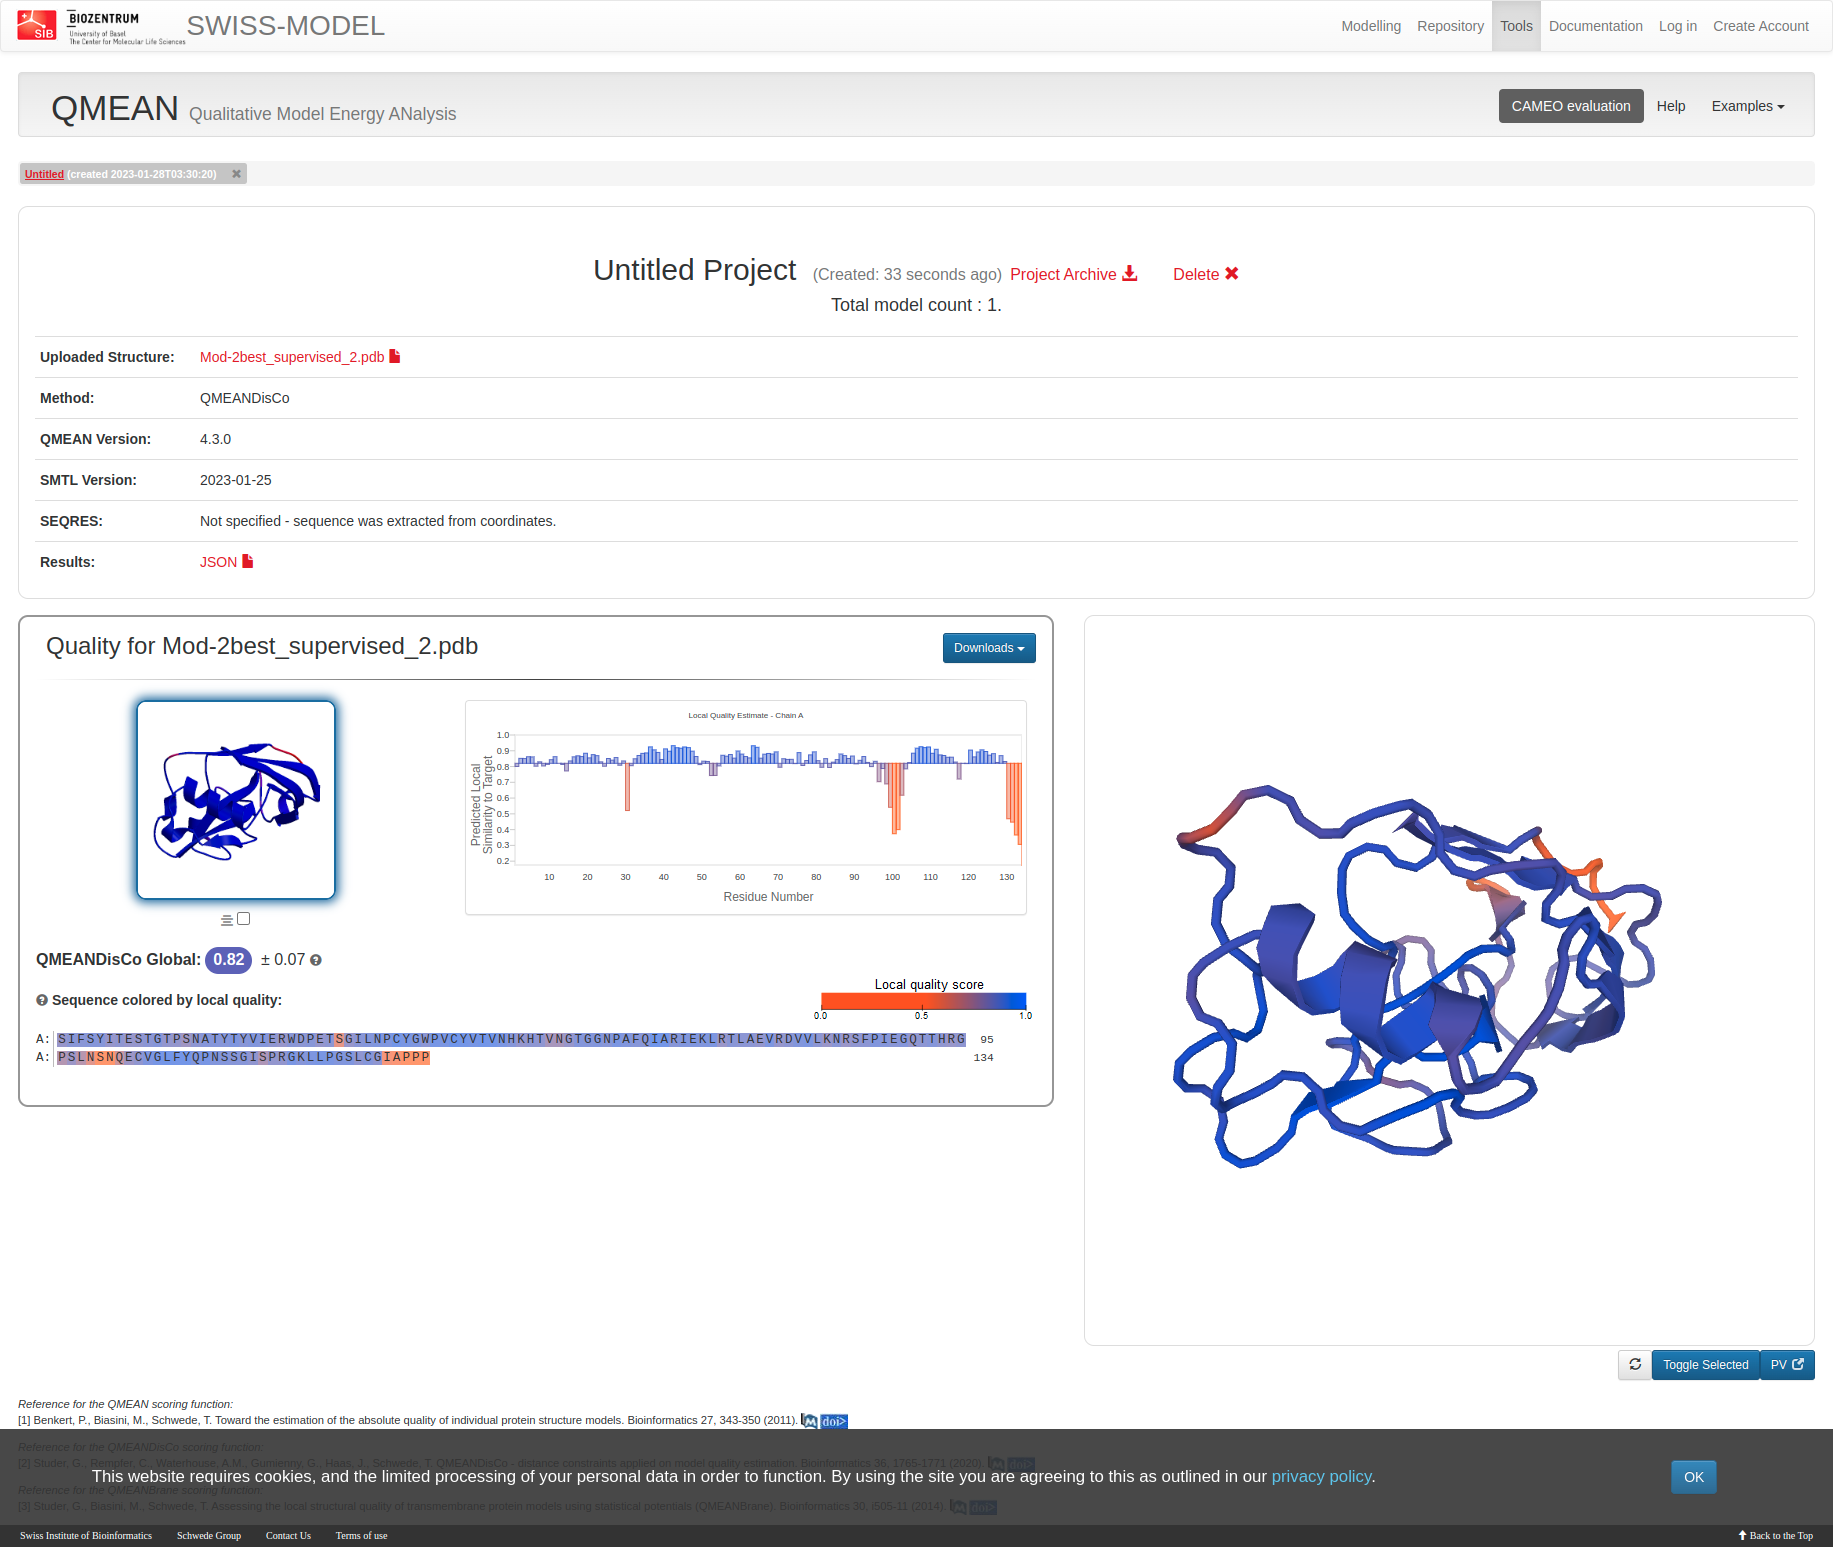 SIB
BIOZENTRUM
University of Basel
The Center for Molecular Life Sciences
SWISS-MODEL
Modelling Repository Tools Documentation Log in Create Account
QMEAN Qualitative Model Energy ANalysis
CAMEO evaluation Help Examples
Untitled (created 2023-01-28T03:30:20) ✖
Untitled Project (Created: 33 seconds ago) Project Archive Delete ✖
Total model count : 1.
Uploaded Structure: Mod-2best_supervised_2.pdb
Method: QMEANDisCo
QMEAN Version: 4.3.0
SMTL Version: 2023-01-25
SEQRES: Not specified - sequence was extracted from coordinates.
Results: JSON
Quality for Mod-2best_supervised_2.pdb
Downloads
Local Quality Estimate - Chain A
Predicted Local
Similarity to Target
1.0
0.9
0.8
0.7
0.6
0.5
0.4
0.3
0.2
10 20 30 40 50 60 70 80 90 100 110 120 130
Residue Number
QMEANDisCo Global: 0.82 ± 0.07
Sequence colored by local quality:
Local quality score
0.0 0.5 1.0
A: SIFSYITESTGTPSNATYTYVIERWDPETSGILNPCYGWPVCYVTVNHKHTVNGTGGNPAFQIARIEKLRTLAEVRDVVLKNRSFPIEGQTTHRG 95
A: PSLNSNQECVGLFYQPNSSGISPRGKLLPGSLCGIAPPP 134
Toggle Selected PV
Reference for the QMEAN scoring function:
[1] Benkert, P., Biasini, M., Schwede, T. Toward the estimation of the absolute quality of individual protein structure models. Bioinformatics 27, 343-350 (2011). M doi>
Reference for the QMEANDisCo scoring function:
[2] Studer, G., Rempfer, C., Waterhouse, A.M., Gumienny, G., Haas, J., Schwede, T. QMEANDisCo - distance constraints applied on model quality estimation. Bioinformatics 36, 1765-1771 (2020). M doi>
This website requires cookies, and the limited processing of your personal data in order to function. By using the site you are agreeing to this as outlined in our privacy policy.
OK
Reference for the QMEANBrane scoring function:
[3] Studer, G., Biasini, M., Schwede, T. Assessing the local structural quality of transmembrane protein models using statistical potentials (QMEANBrane). Bioinformatics 30, i505-11 (2014). M doi>
Swiss Institute of Bioinformatics Schwede Group Contact Us Terms of use Back to the Top